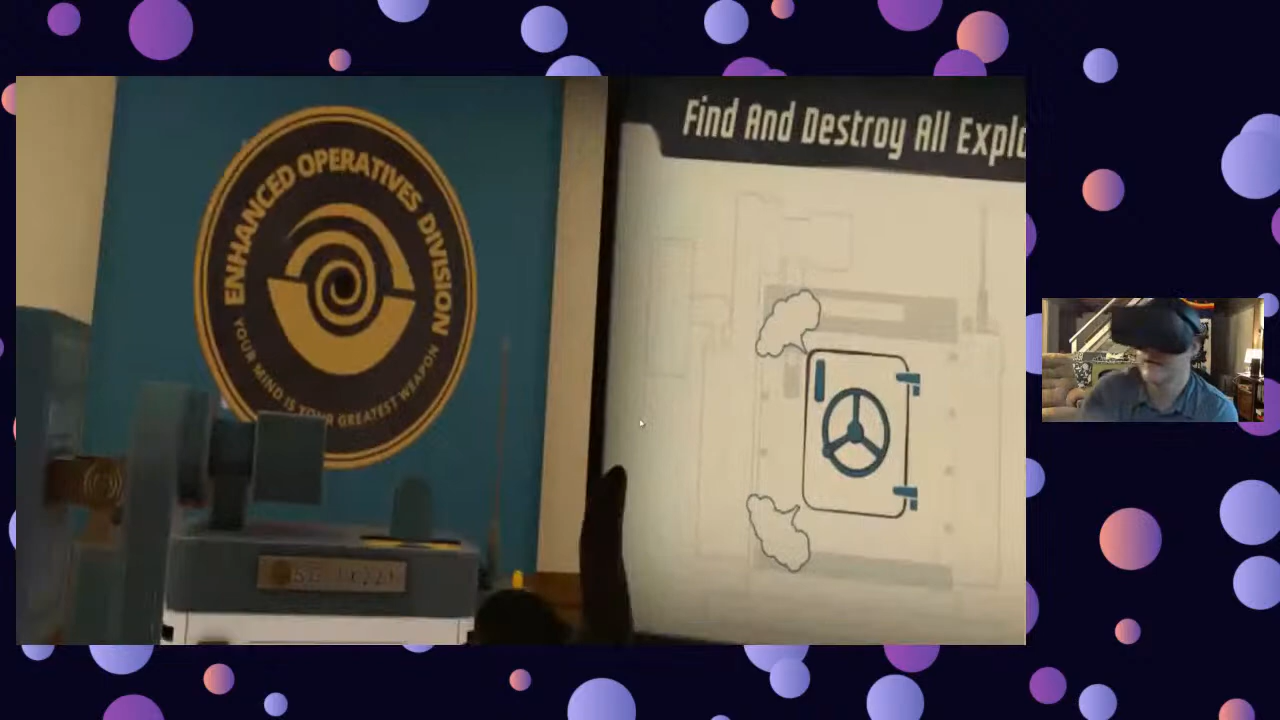 ENHANCED OPERATIVES DIVISION
YOUR MIND IS YOUR GREATEST WEAPON
Find And Destroy All Explo